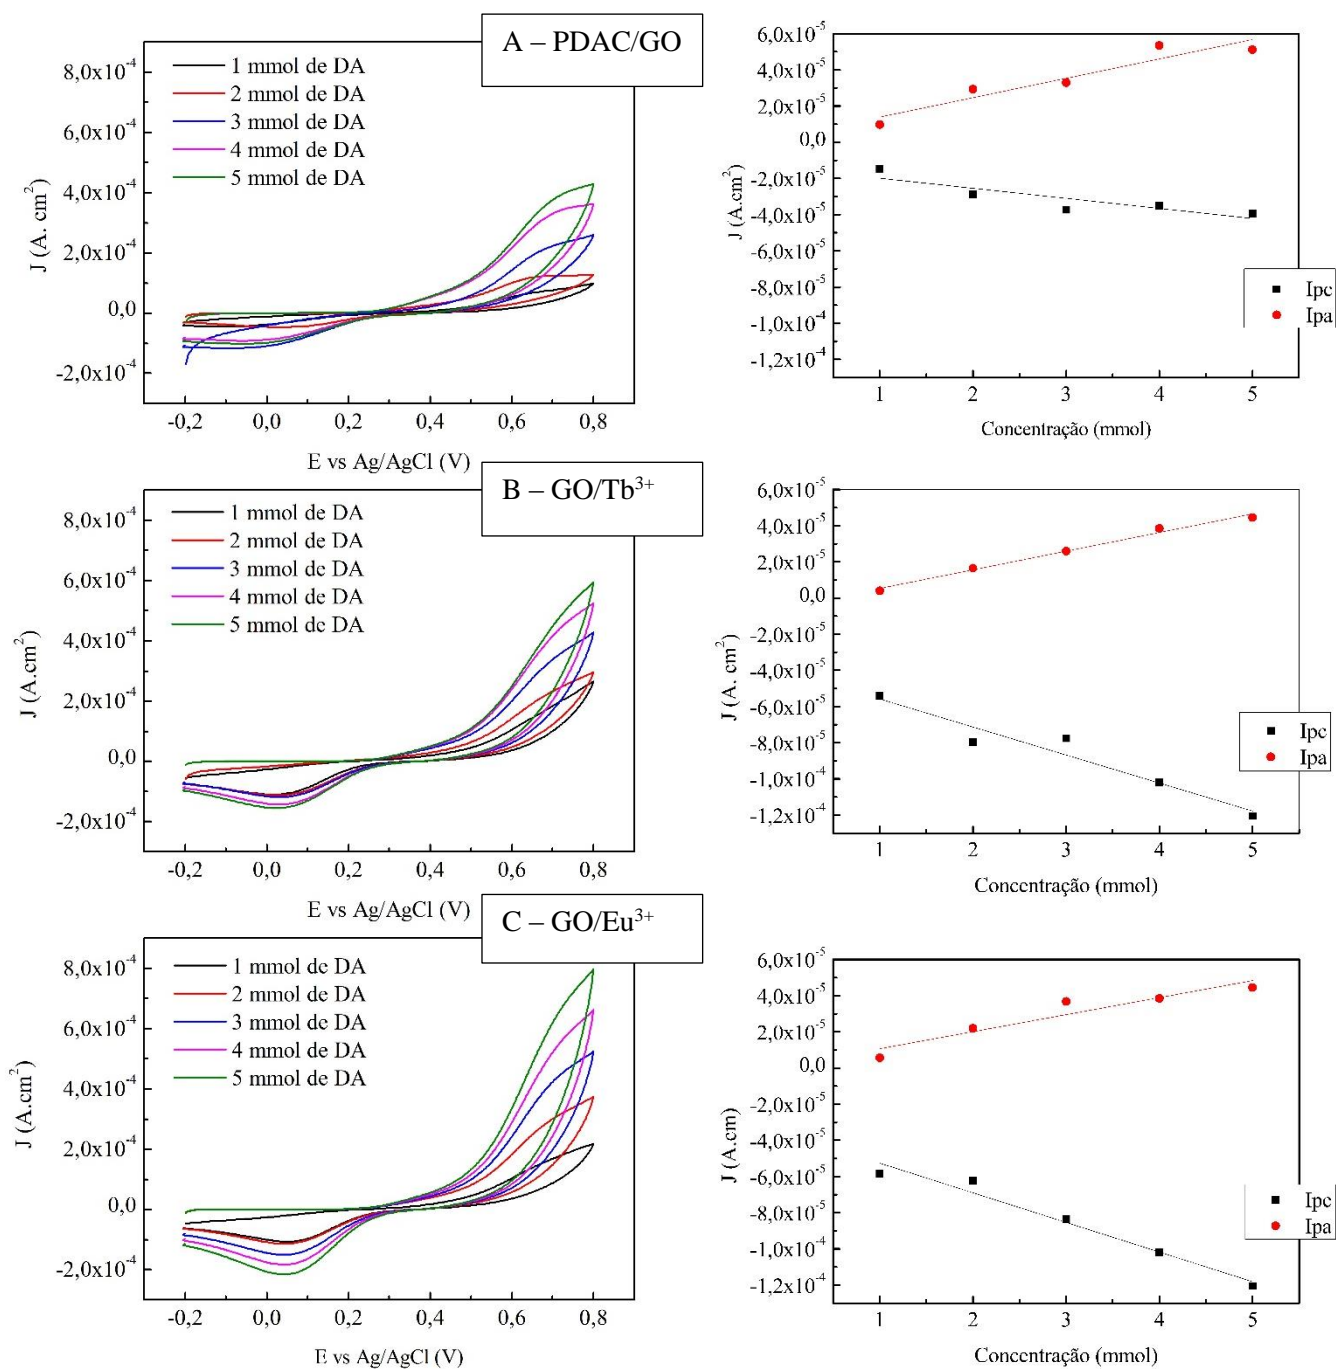 A – PDAC/GO
8,0x10⁻⁴
6,0x10⁻⁴
4,0x10⁻⁴
2,0x10⁻⁴
0,0
-2,0x10⁻⁴
J (A. cm²)
1 mmol de DA
2 mmol de DA
3 mmol de DA
4 mmol de DA
5 mmol de DA
-0,2 0,0 0,2 0,4 0,6 0,8
E vs Ag/AgCl (V)
6,0x10⁻⁵
4,0x10⁻⁵
2,0x10⁻⁵
0,0
-2,0x10⁻⁵
-4,0x10⁻⁵
-6,0x10⁻⁵
-8,0x10⁻⁵
-1,0x10⁻⁴
-1,2x10⁻⁴
J (A.cm²)
Ipc
Ipa
1 2 3 4 5
Concentração (mmol)
B – GO/Tb³⁺
8,0x10⁻⁴
6,0x10⁻⁴
4,0x10⁻⁴
2,0x10⁻⁴
0,0
-2,0x10⁻⁴
J (A.cm²)
1 mmol de DA
2 mmol de DA
3 mmol de DA
4 mmol de DA
5 mmol de DA
-0,2 0,0 0,2 0,4 0,6 0,8
E vs Ag/AgCl (V)
6,0x10⁻⁵
4,0x10⁻⁵
2,0x10⁻⁵
0,0
-2,0x10⁻⁵
-4,0x10⁻⁵
-6,0x10⁻⁵
-8,0x10⁻⁵
-1,0x10⁻⁴
-1,2x10⁻⁴
J (A. cm²)
Ipc
Ipa
1 2 3 4 5
Concentração (mmol)
C – GO/Eu³⁺
8,0x10⁻⁴
6,0x10⁻⁴
4,0x10⁻⁴
2,0x10⁻⁴
0,0
-2,0x10⁻⁴
J (A.cm²)
1 mmol de DA
2 mmol de DA
3 mmol de DA
4 mmol de DA
5 mmol de DA
-0,2 0,0 0,2 0,4 0,6 0,8
E vs Ag/AgCl (V)
6,0x10⁻⁵
4,0x10⁻⁵
2,0x10⁻⁵
0,0
-2,0x10⁻⁵
-4,0x10⁻⁵
-6,0x10⁻⁵
-8,0x10⁻⁵
-1,0x10⁻⁴
-1,2x10⁻⁴
J (A.cm)
Ipc
Ipa
1 2 3 4 5
Concentração (mmol)